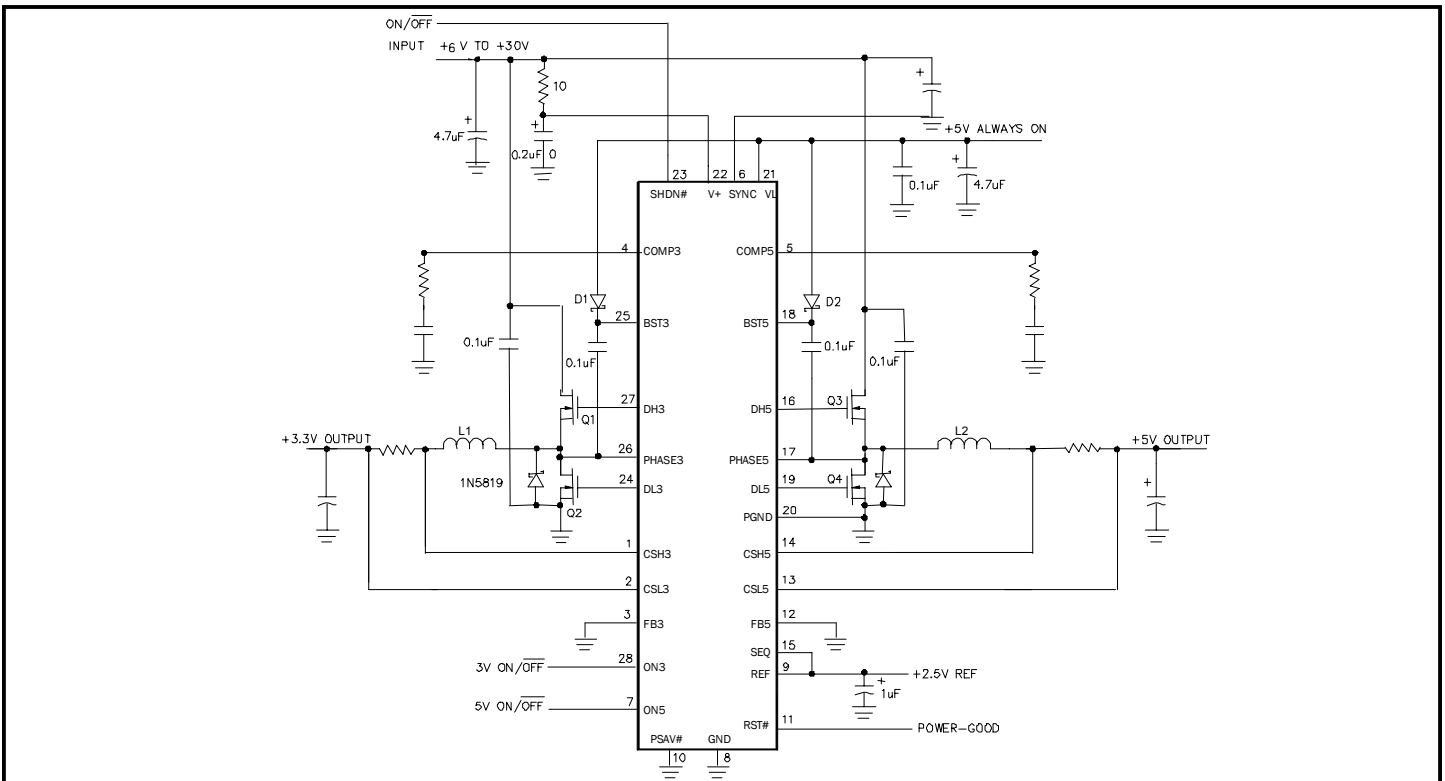 ON/OFF
INPUT +6 V TO +30V
10
4.7uF
0.2uF 0
+5V ALWAYS ON
0.1uF
4.7uF
23
22
6
21
SHDN#
V+
SYNC
VL
4
COMP3
COMP5
5
D1
D2
25
BST3
BST5
18
0.1uF
0.1uF
0.1uF
0.1uF
27
DH3
DH5
16
Q1
Q3
+3.3V OUTPUT
L1
L2
+5V OUTPUT
26
PHASE3
PHASE5
17
1N5819
24
DL3
DL5
19
Q4
Q2
PGND
20
1
CSH3
CSH5
14
2
CSL3
CSL5
13
3
FB3
FB5
12
SEQ
15
3V ON/OFF
28
ON3
REF
9
+2.5V REF
1uF
5V ON/OFF
7
ON5
RST#
11
POWER-GOOD
PSAV#
GND
10
8